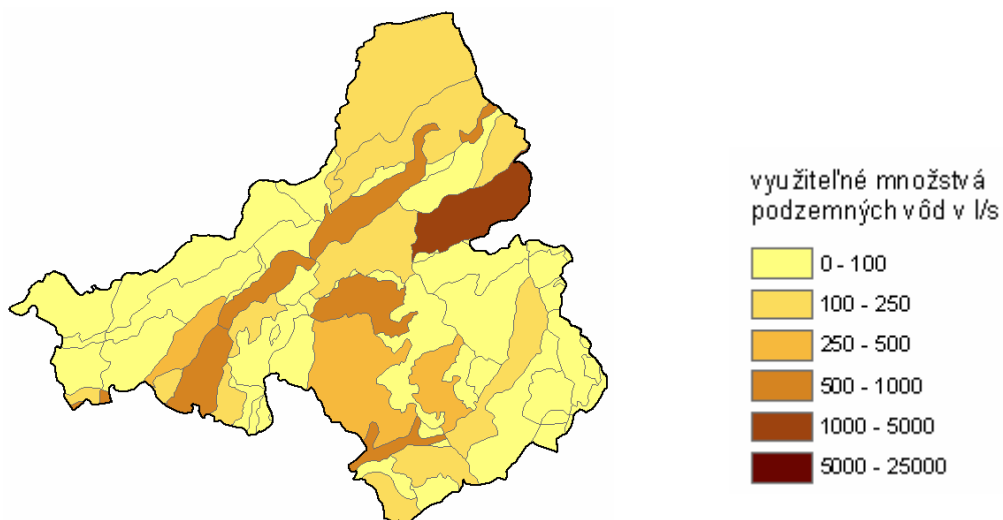 využiteľné množstvá
podzemných vôd v l/s
0 - 100
100 - 250
250 - 500
500 - 1000
1000 - 5000
5000 - 25000